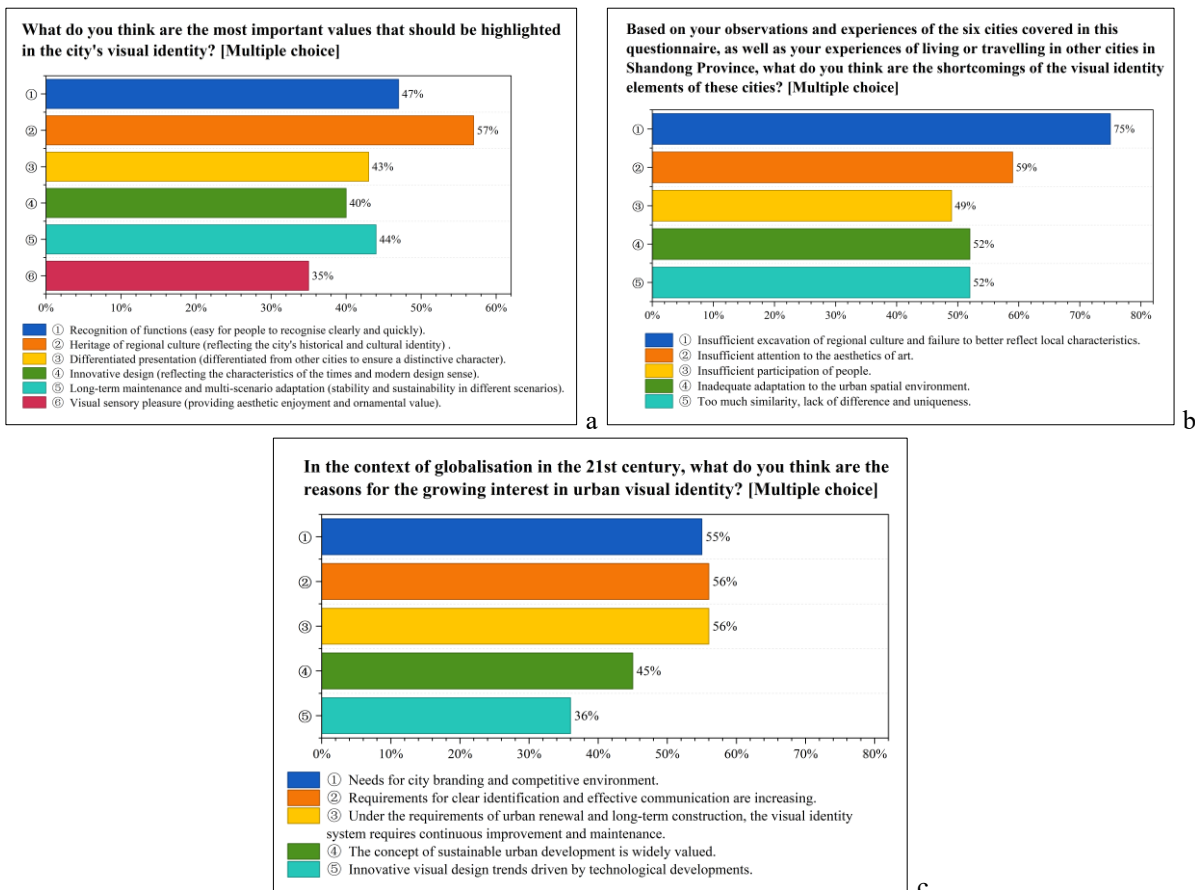 What do you think are the most important values that should be highlighted
in the city's visual identity? [Multiple choice]
① 47%
② 57%
③ 43%
④ 40%
⑤ 44%
⑥ 35%
0% 10% 20% 30% 40% 50% 60%
① Recognition of functions (easy for people to recognise clearly and quickly).
② Heritage of regional culture (reflecting the city's historical and cultural identity) .
③ Differentiated presentation (differentiated from other cities to ensure a distinctive character).
④ Innovative design (reflecting the characteristics of the times and modern design sense).
⑤ Long-term maintenance and multi-scenario adaptation (stability and sustainability in different scenarios).
⑥ Visual sensory pleasure (providing aesthetic enjoyment and ornamental value).
a
Based on your observations and experiences of the six cities covered in this
questionnaire, as well as your experiences of living or travelling in other cities in
Shandong Province, what do you think are the shortcomings of the visual identity
elements of these cities? [Multiple choice]
① 75%
② 59%
③ 49%
④ 52%
⑤ 52%
0% 10% 20% 30% 40% 50% 60% 70% 80%
① Insufficient excavation of regional culture and failure to better reflect local characteristics.
② Insufficient attention to the aesthetics of art.
③ Insufficient participation of people.
④ Inadequate adaptation to the urban spatial environment.
⑤ Too much similarity, lack of difference and uniqueness.
b
In the context of globalisation in the 21st century, what do you think are the
reasons for the growing interest in urban visual identity? [Multiple choice]
① 55%
② 56%
③ 56%
④ 45%
⑤ 36%
0% 10% 20% 30% 40% 50% 60% 70% 80%
① Needs for city branding and competitive environment.
② Requirements for clear identification and effective communication are increasing.
③ Under the requirements of urban renewal and long-term construction, the visual identity
system requires continuous improvement and maintenance.
④ The concept of sustainable urban development is widely valued.
⑤ Innovative visual design trends driven by technological developments.
c